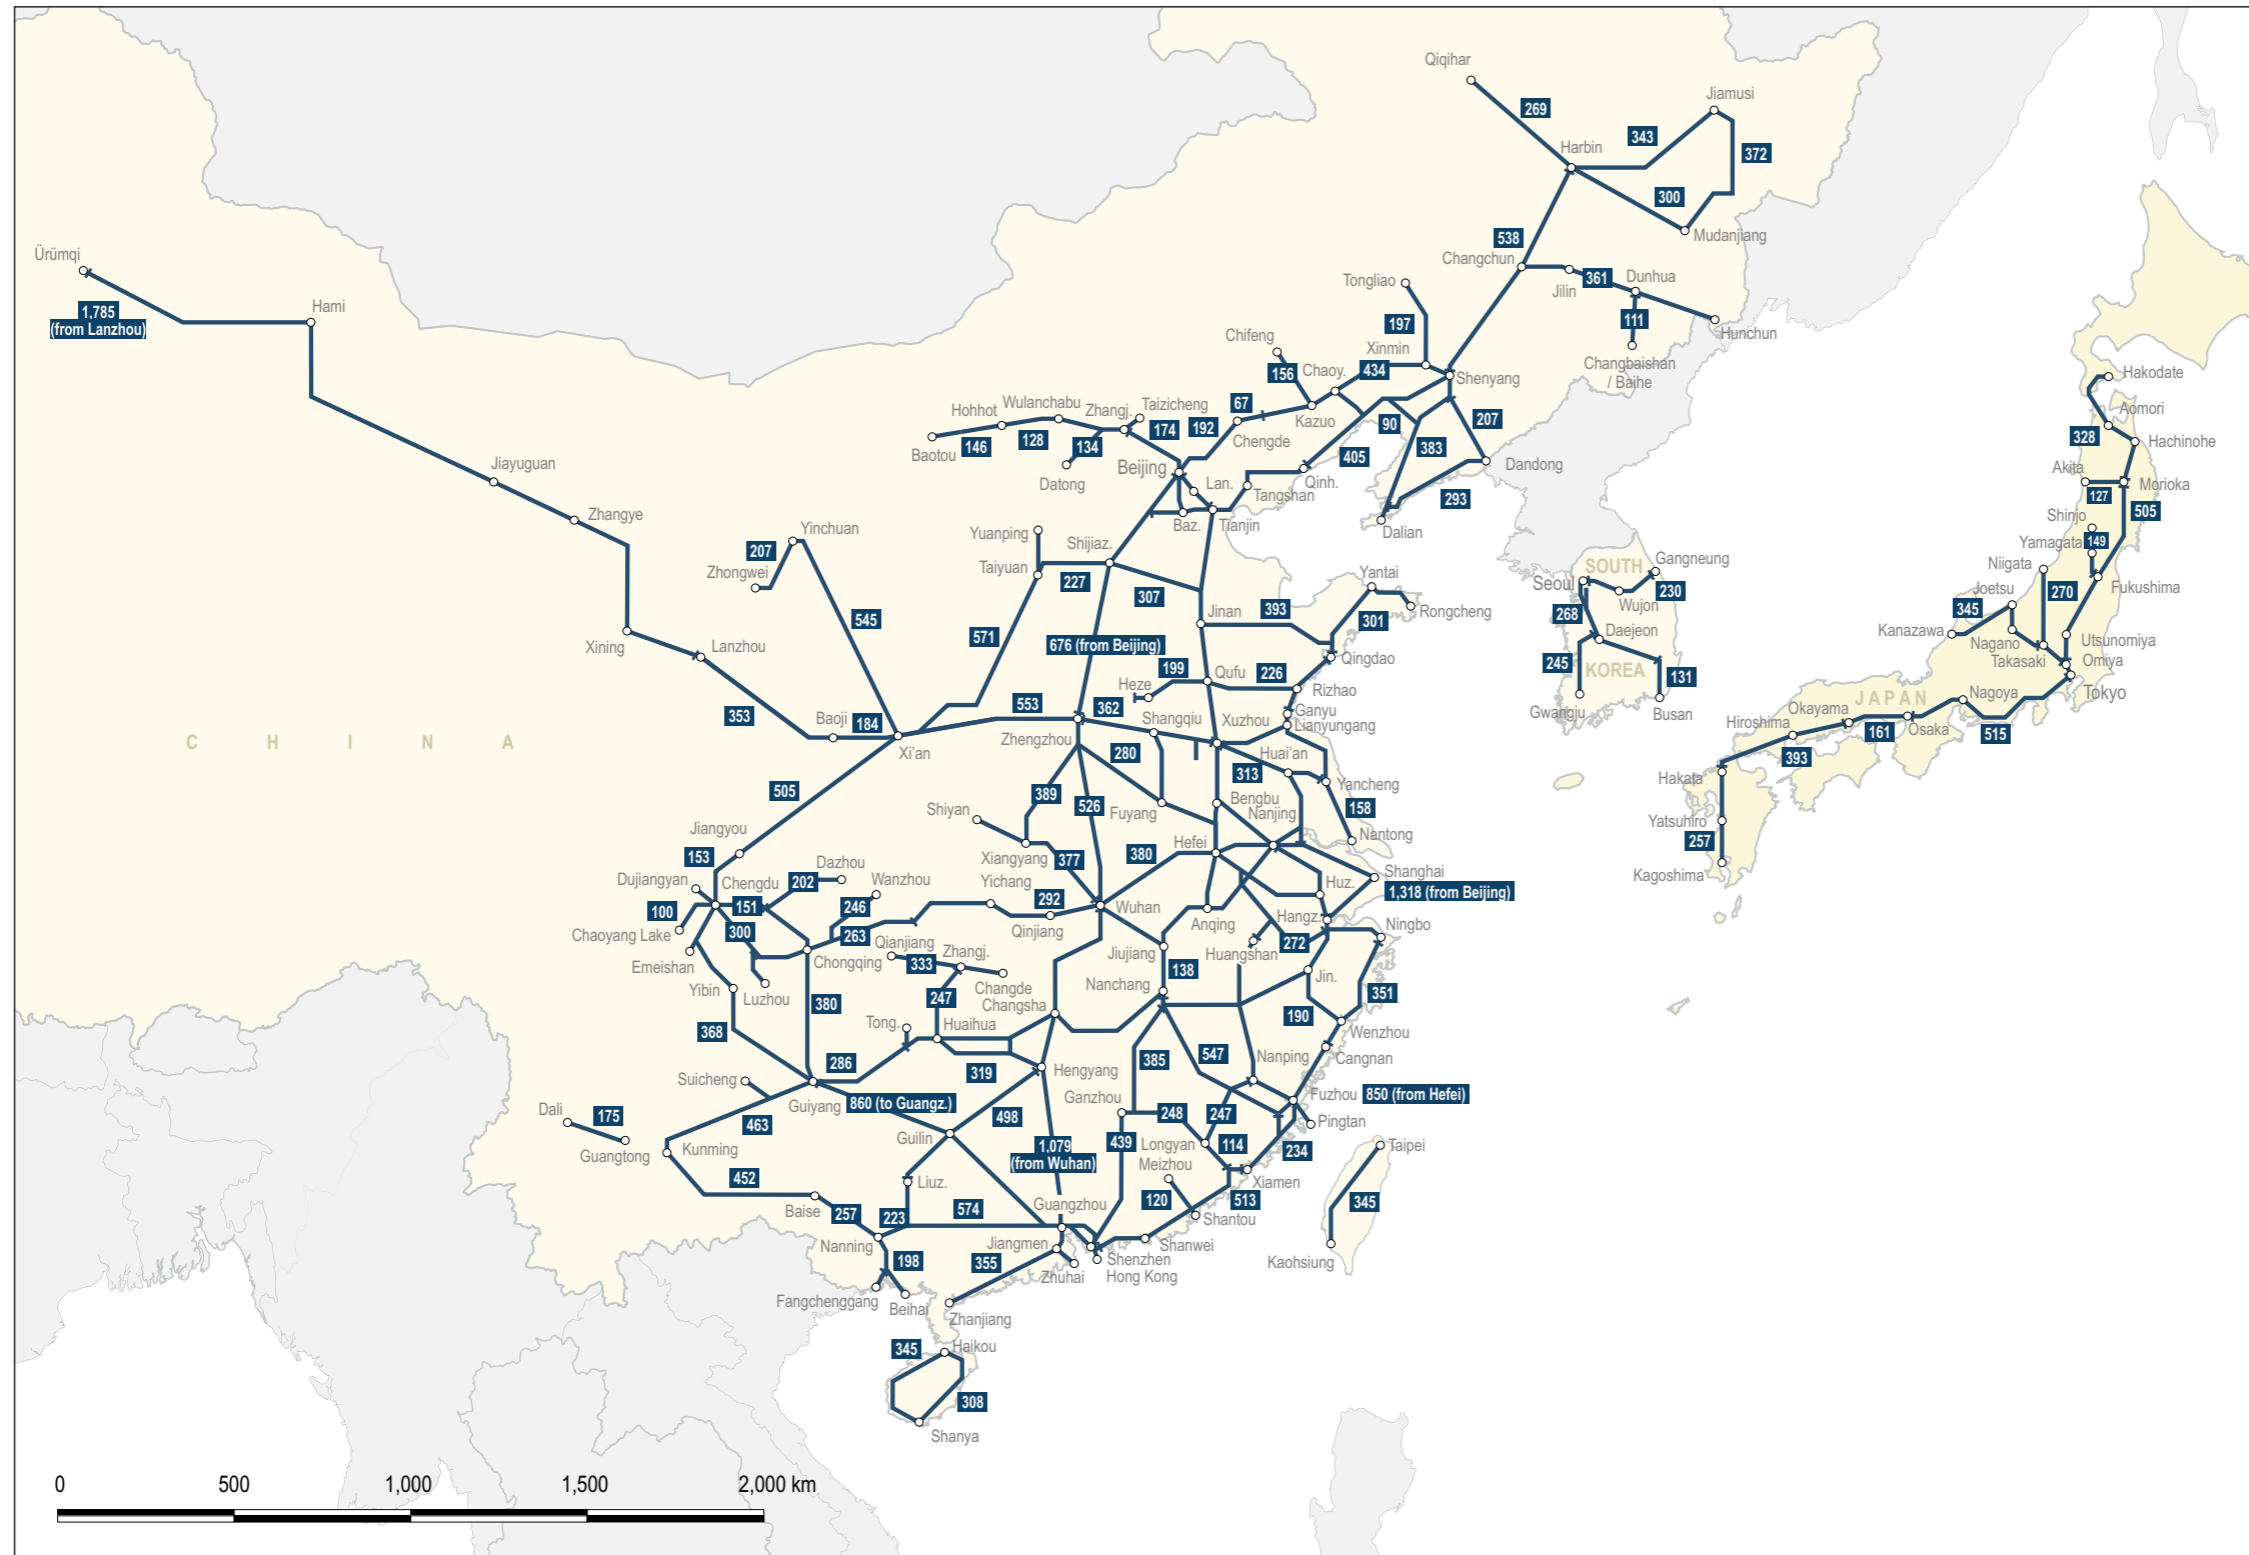 Qiqihar
Jiamusi
269
343
Harbin
372
300
Mudanjiang
Ürümqi
538
Changchun
361
Dunhua
Jilin
Tongliao
Hami
1,785
(from Lanzhou)
197
111
Hunchun
Chifeng
Xinmin
Changbaishan
/ Baihe
156
Chaoy.
434
Shenyang
Hakodate
Wulanchabu
Zhangj.
Taizicheng
67
Kazuo
Hohhot
Aomori
Baotou
146
128
134
174
192
Chengde
90
207
328
Hachinohe
383
Jiayuguan
Datong
Beijing
405
Dandong
Akita
Lan.
Qinh.
Morioka
Tangshan
293
127
505
Zhangye
Baz.
Tianjin
Dalian
Shinjo
Yinchuan
Yuanping
Shijiaz.
Yamagata
149
207
Zhongwei
Taiyuan
227
Yantai
SOUTH
Gangneung
Niigata
Seoul
Wujon
230
Joetsu
270
Fukushima
307
Jinan
393
301
Rongcheng
268
345
545
571
Daejeon
Kanazawa
Utsunomiya
Xining
Lanzhou
676 (from Beijing)
Qingdao
245
KOREA
Nagano
Takasaki
Omiya
199
Qufu
226
131
Heze
Rizhao
Gwangju
Busan
JAPAN
Nagoya
Tokyo
553
362
Ganyu
Lianyungang
Okayama
353
Baoji
184
Shangqiu
Xuzhou
Hiroshima
161
Osaka
515
C H I N A
Xi'an
Zhengzhou
280
Huai'an
393
313
Hakata
505
389
526
Yancheng
Shiyan
Fuyang
Bengbu
Nanjing
158
Yatsuhiro
Jiangyou
Nantong
257
153
Xiangyang
377
380
Hefei
Kagoshima
Dazhou
Dujiangyan
Chengdu
202
Wanzhou
Yichang
Huz.
Shanghai
1,318 (from Beijing)
100
151
246
292
Wuhan
Anqing
Hangz.
Ningbo
Chaoyang Lake
300
263
Qinjiang
272
Emeishan
Chongqing
Qianjiang
Zhangj.
Jiujiang
Huangshan
333
138
Jin.
Yibin
Luzhou
Changde
Nanchang
380
247
Changsha
351
190
Tong.
Huaihua
Wenzhou
368
286
385
547
Nanping
Cangnan
319
Hengyang
Suicheng
Guiyang
860 (to Guangz.)
Ganzhou
Fuzhou
850 (from Hefei)
Dali
175
498
248
247
Pingtan
463
Guilin
1,079
(from Wuhan)
439
Longyan
114
234
Taipei
Guangtong
Kunming
Meizhou
452
Liuz.
Xiamen
Baise
257
223
574
Guangzhou
120
513
345
Shantou
Nanning
Jiangmen
Shanwei
198
355
Shenzhen
Kaohsiung
Zhuhai
Hong Kong
Fangchenggang
Beihai
Zhanjiang
345
Haikou
308
Shanya
0 500 1,000 1,500 2,000 km